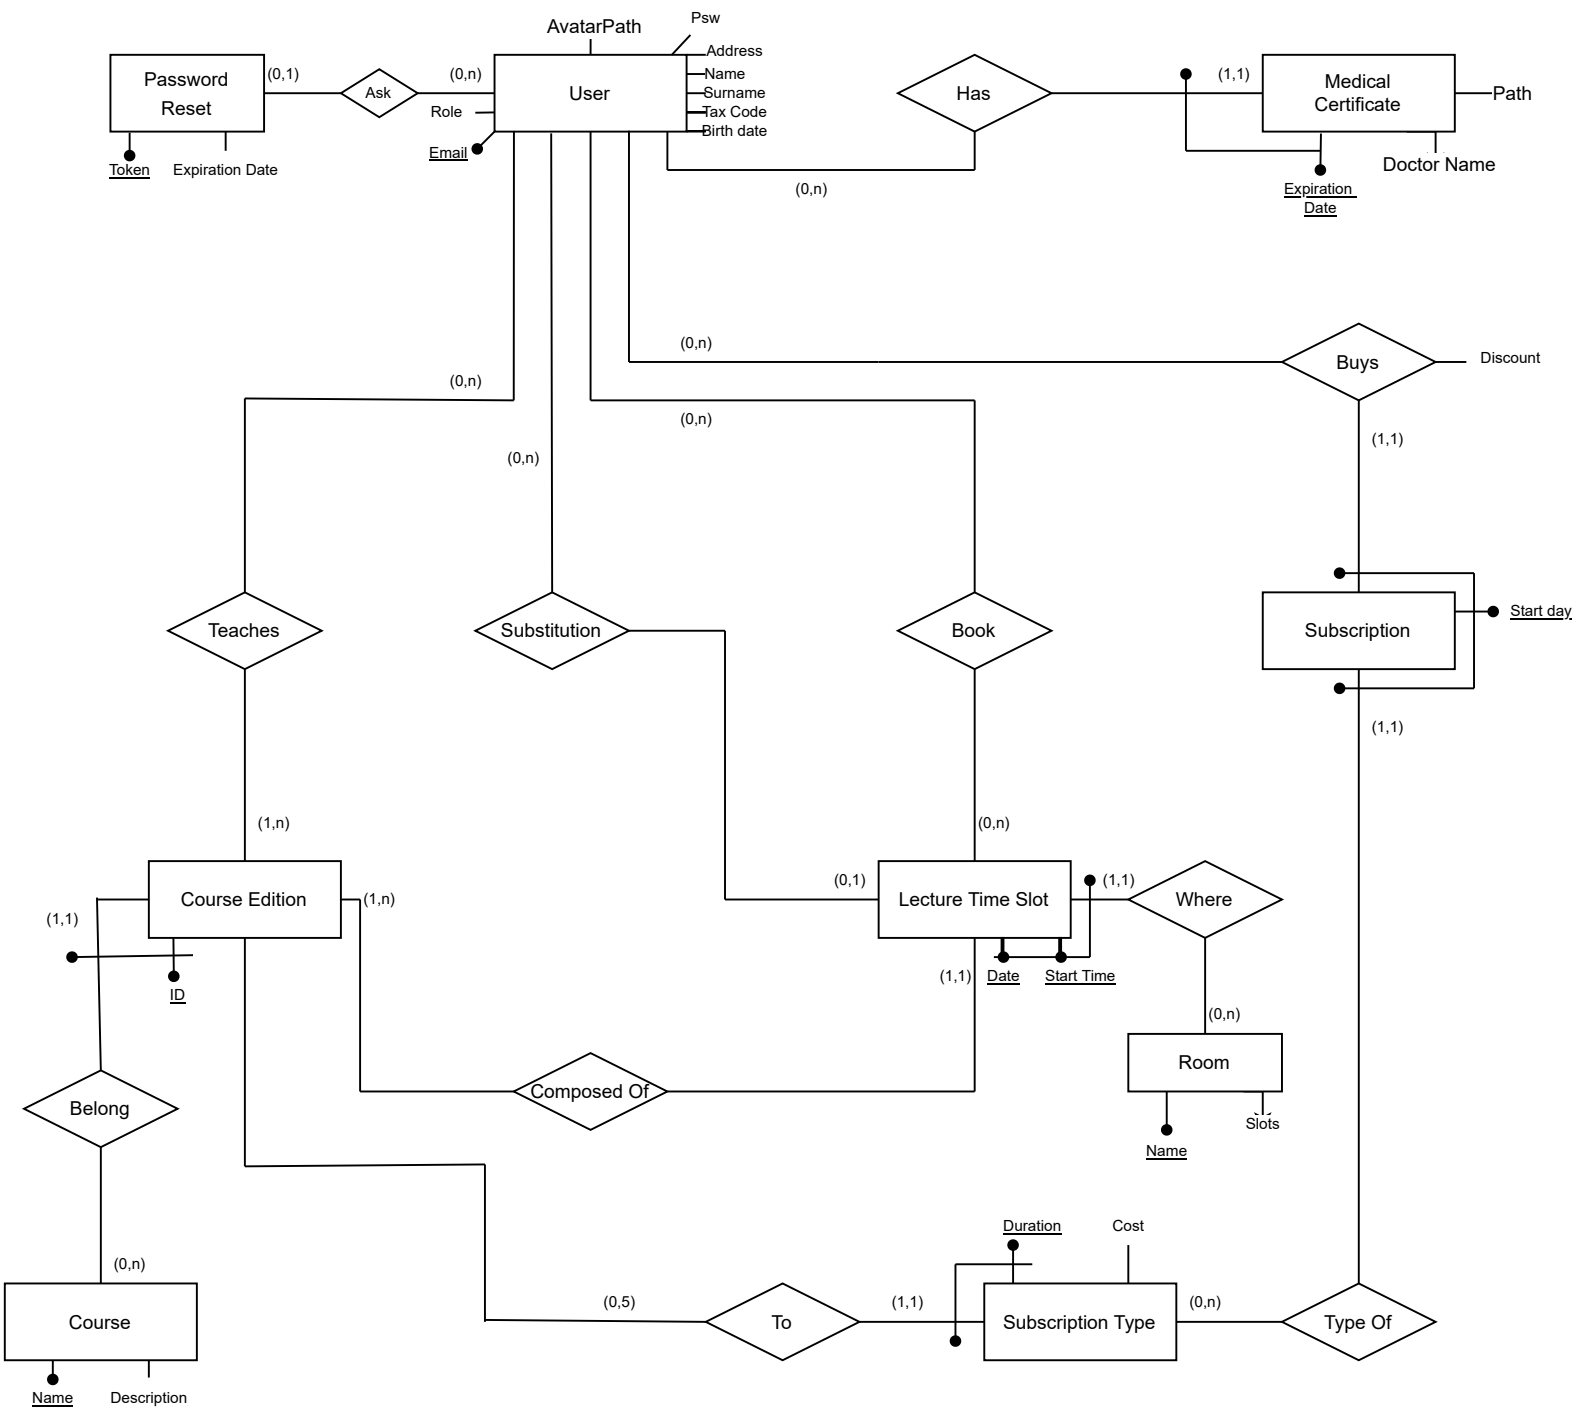 Psw
AvatarPath
Address
Password
Reset
(0,1)
Ask
(0,n)
User
Name
Surname
Tax Code
Birth date
Role
Email
Token
Expiration Date
Has
(1,1)
Medical
Certificate
Path
Doctor Name
Expiration
Date
(0,n)
(0,n)
Buys
Discount
(0,n)
(0,n)
(1,1)
(0,n)
Teaches
Substitution
Book
Subscription
Start day
(1,1)
(1,n)
(0,n)
(0,1)
(1,1)
Course Edition
(1,n)
Lecture Time Slot
Where
(1,1)
ID
(1,1)
Date
Start Time
(0,n)
Room
Composed Of
Belong
Slots
Name
Duration
Cost
(0,n)
(0,5)
(1,1)
(0,n)
Course
To
Subscription Type
Type Of
Name
Description